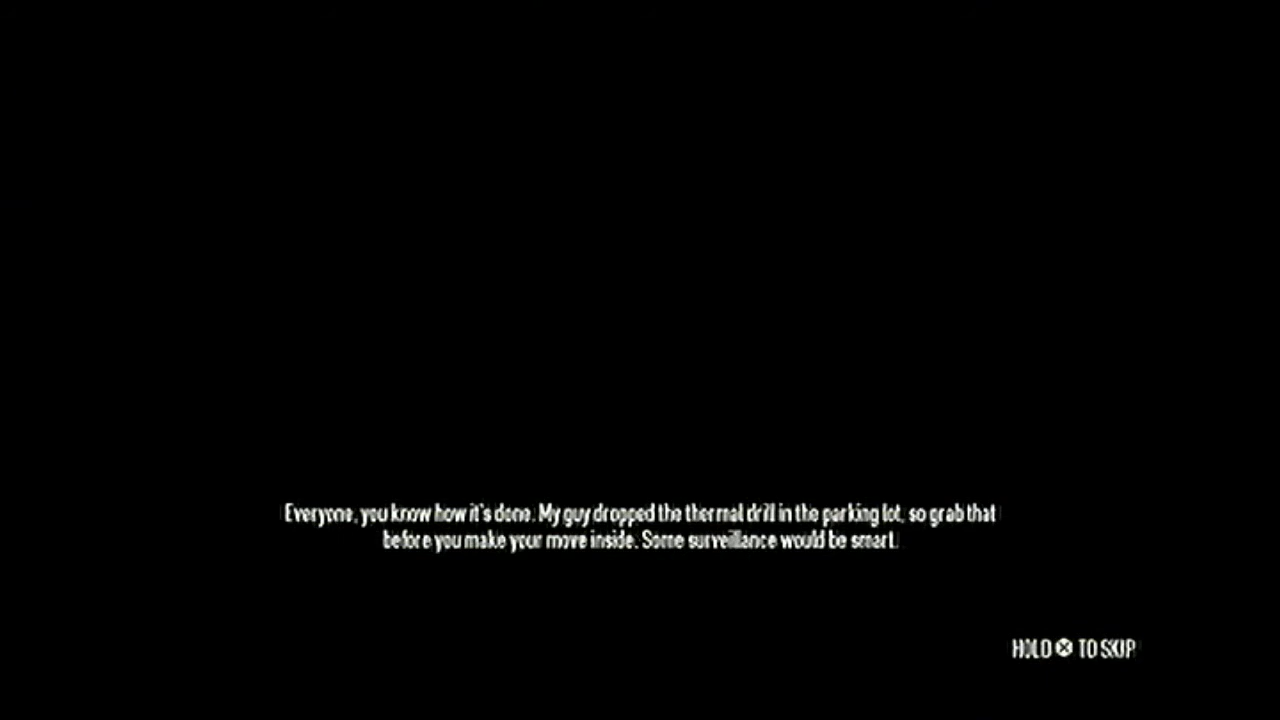 Everyone, you know how it's done. My guy dropped the thermal drill in the parking lot, so grab that
before you make your move inside. Some surveillance would be smart.
HOLD ⓧ TO SKIP